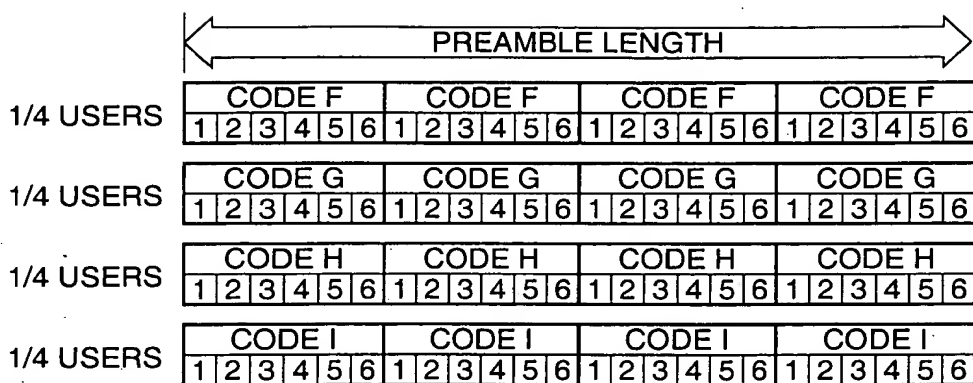 PREAMBLE LENGTH
1/4 USERS
CODE F CODE F CODE F CODE F
1 2 3 4 5 6 1 2 3 4 5 6 1 2 3 4 5 6 1 2 3 4 5 6
1/4 USERS
CODE G CODE G CODE G CODE G
1 2 3 4 5 6 1 2 3 4 5 6 1 2 3 4 5 6 1 2 3 4 5 6
1/4 USERS
CODE H CODE H CODE H CODE H
1 2 3 4 5 6 1 2 3 4 5 6 1 2 3 4 5 6 1 2 3 4 5 6
1/4 USERS
CODE I CODE I CODE I CODE I
1 2 3 4 5 6 1 2 3 4 5 6 1 2 3 4 5 6 1 2 3 4 5 6